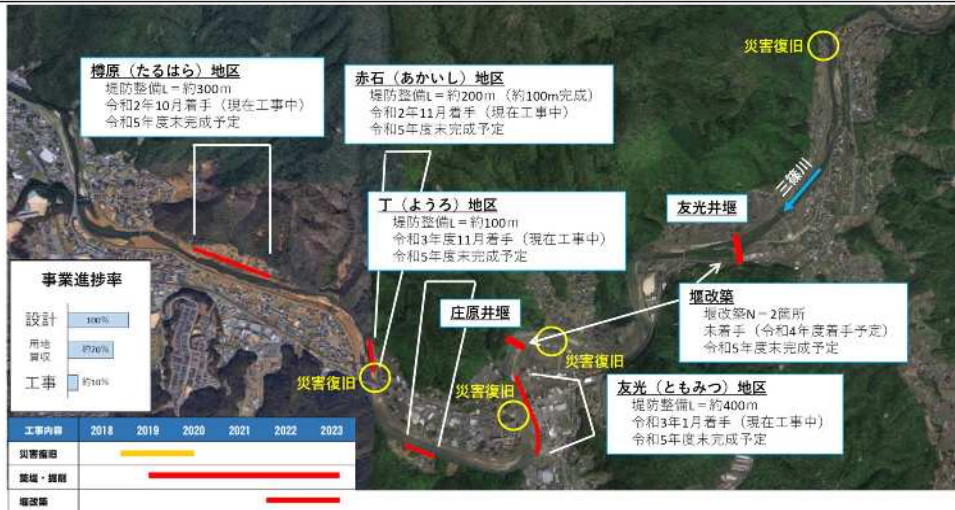 災害復旧
樽原（たるはら）地区
堤防整備L＝約300m
令和2年10月着手（現在工事中）
令和5年度末完成予定
赤石（あかいし）地区
堤防整備L＝約200m（約100m完成）
令和2年11月着手（現在工事中）
令和5年度末完成予定
三篠川
丁（ようろ）地区
堤防整備L＝約100m
令和3年度11月着手（現在工事中）
令和5年度末完成予定
友光井堰
事業進捗率
設計 100%
用地買収 約70%
工事 約10%
庄原井堰
堰改築
堰改築N＝2箇所
未着手（令和4年度着手予定）
令和5年度末完成予定
災害復旧
災害復旧
災害復旧
友光（ともみつ）地区
堤防整備L＝約400m
令和3年1月着手（現在工事中）
令和5年度末完成予定
工事内容 2018 2019 2020 2021 2022 2023
災害復旧
築堤・掘削
堰改築